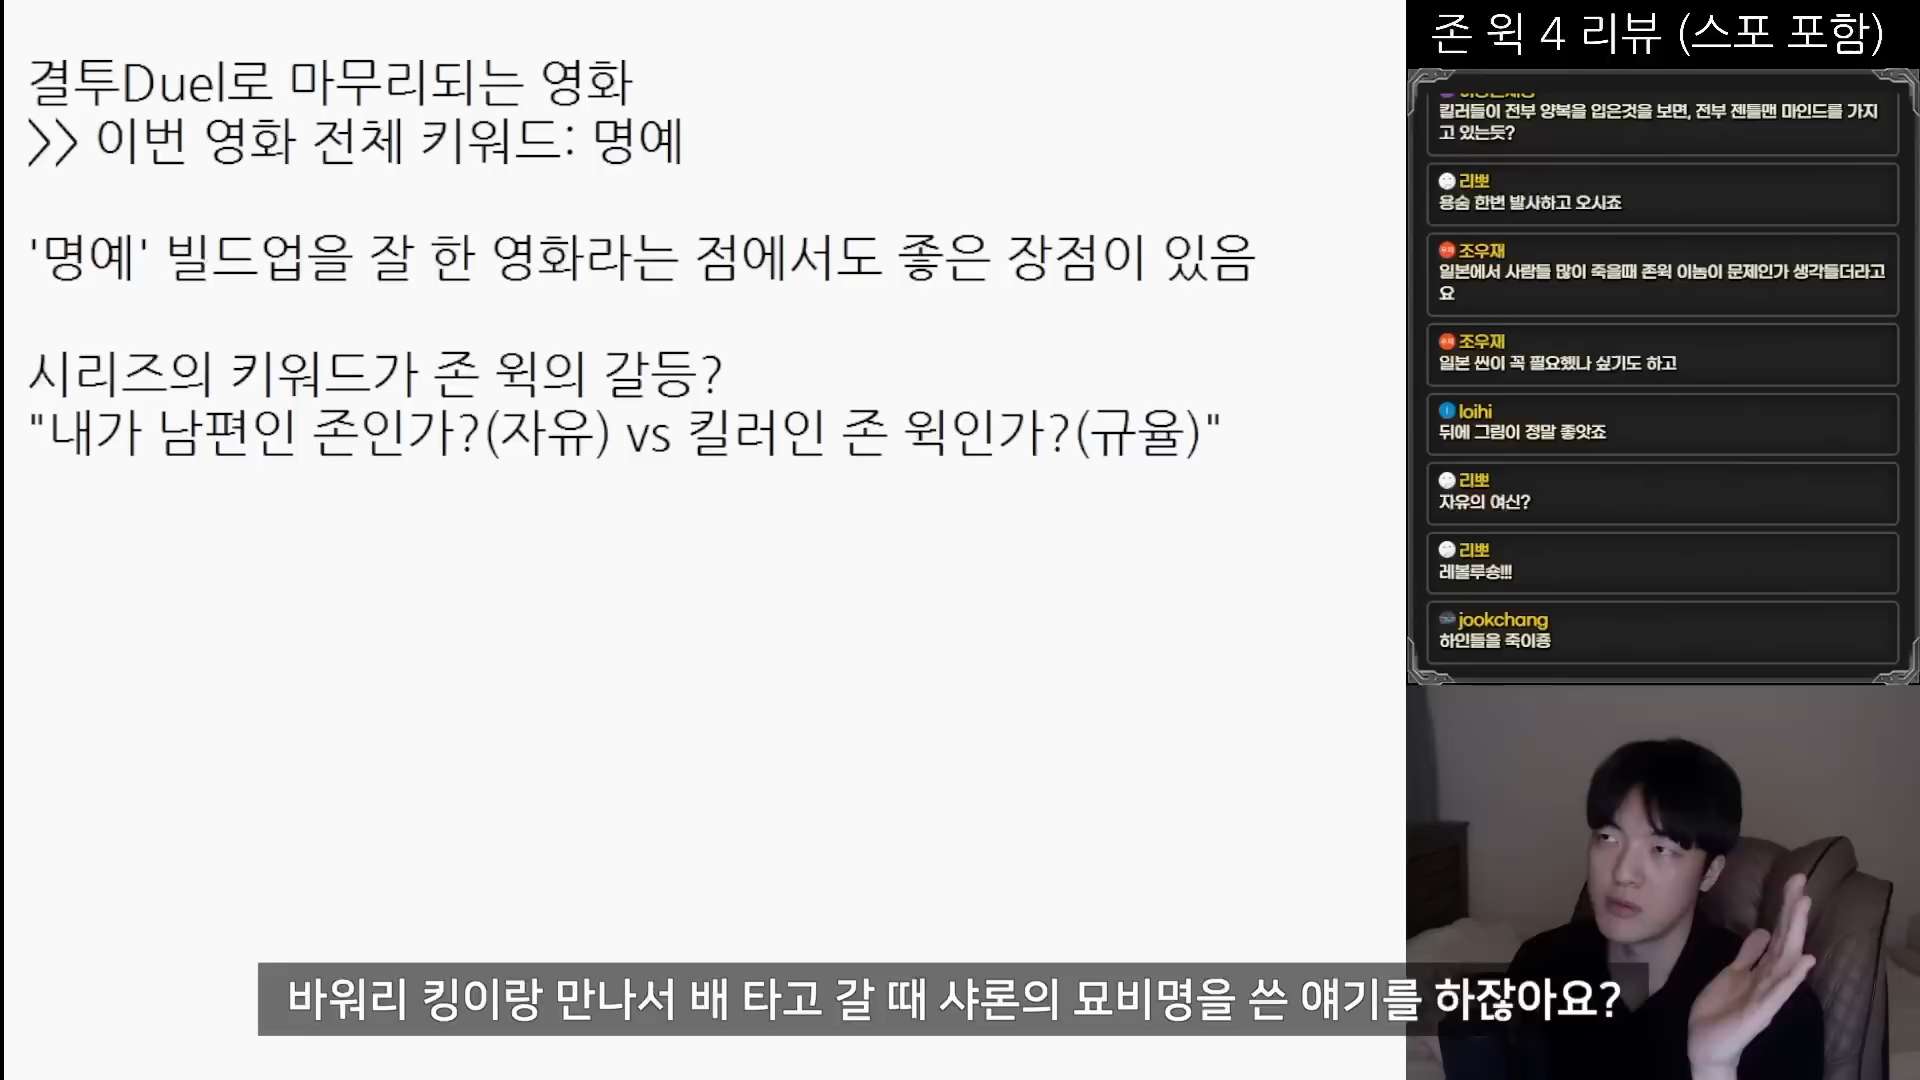 결투Duel로 마무리되는 영화
>> 이번 영화 전체 키워드: 명예
'명예' 빌드업을 잘 한 영화라는 점에서도 좋은 장점이 있음
시리즈의 키워드가 존 윅의 갈등?
"내가 남편인 존인가?(자유) vs 킬러인 존 윅인가?(규율)"
존 윅 4 리뷰 (스포 포함)
킬러들이 전부 양복을 입은것을 보면, 전부 젠틀맨 마인드를 가지
고 있는듯?
리뽀
용숨 한번 발사하고 오시죠
조우재
일본에서 사람들 많이 죽을때 존윅 이놈이 문제인가 생각들더라고
요
조우재
일본 씬이 꼭 필요했나 싶기도 하고
loihi
뒤에 그림이 정말 좋앗죠
리뽀
자유의 여신?
리뽀
레볼루숑!!!
jookchang
하인들을 죽이죵
바워리 킹이랑 만나서 배 타고 갈 때 샤론의 묘비명을 쓴 얘기를 하잖아요?